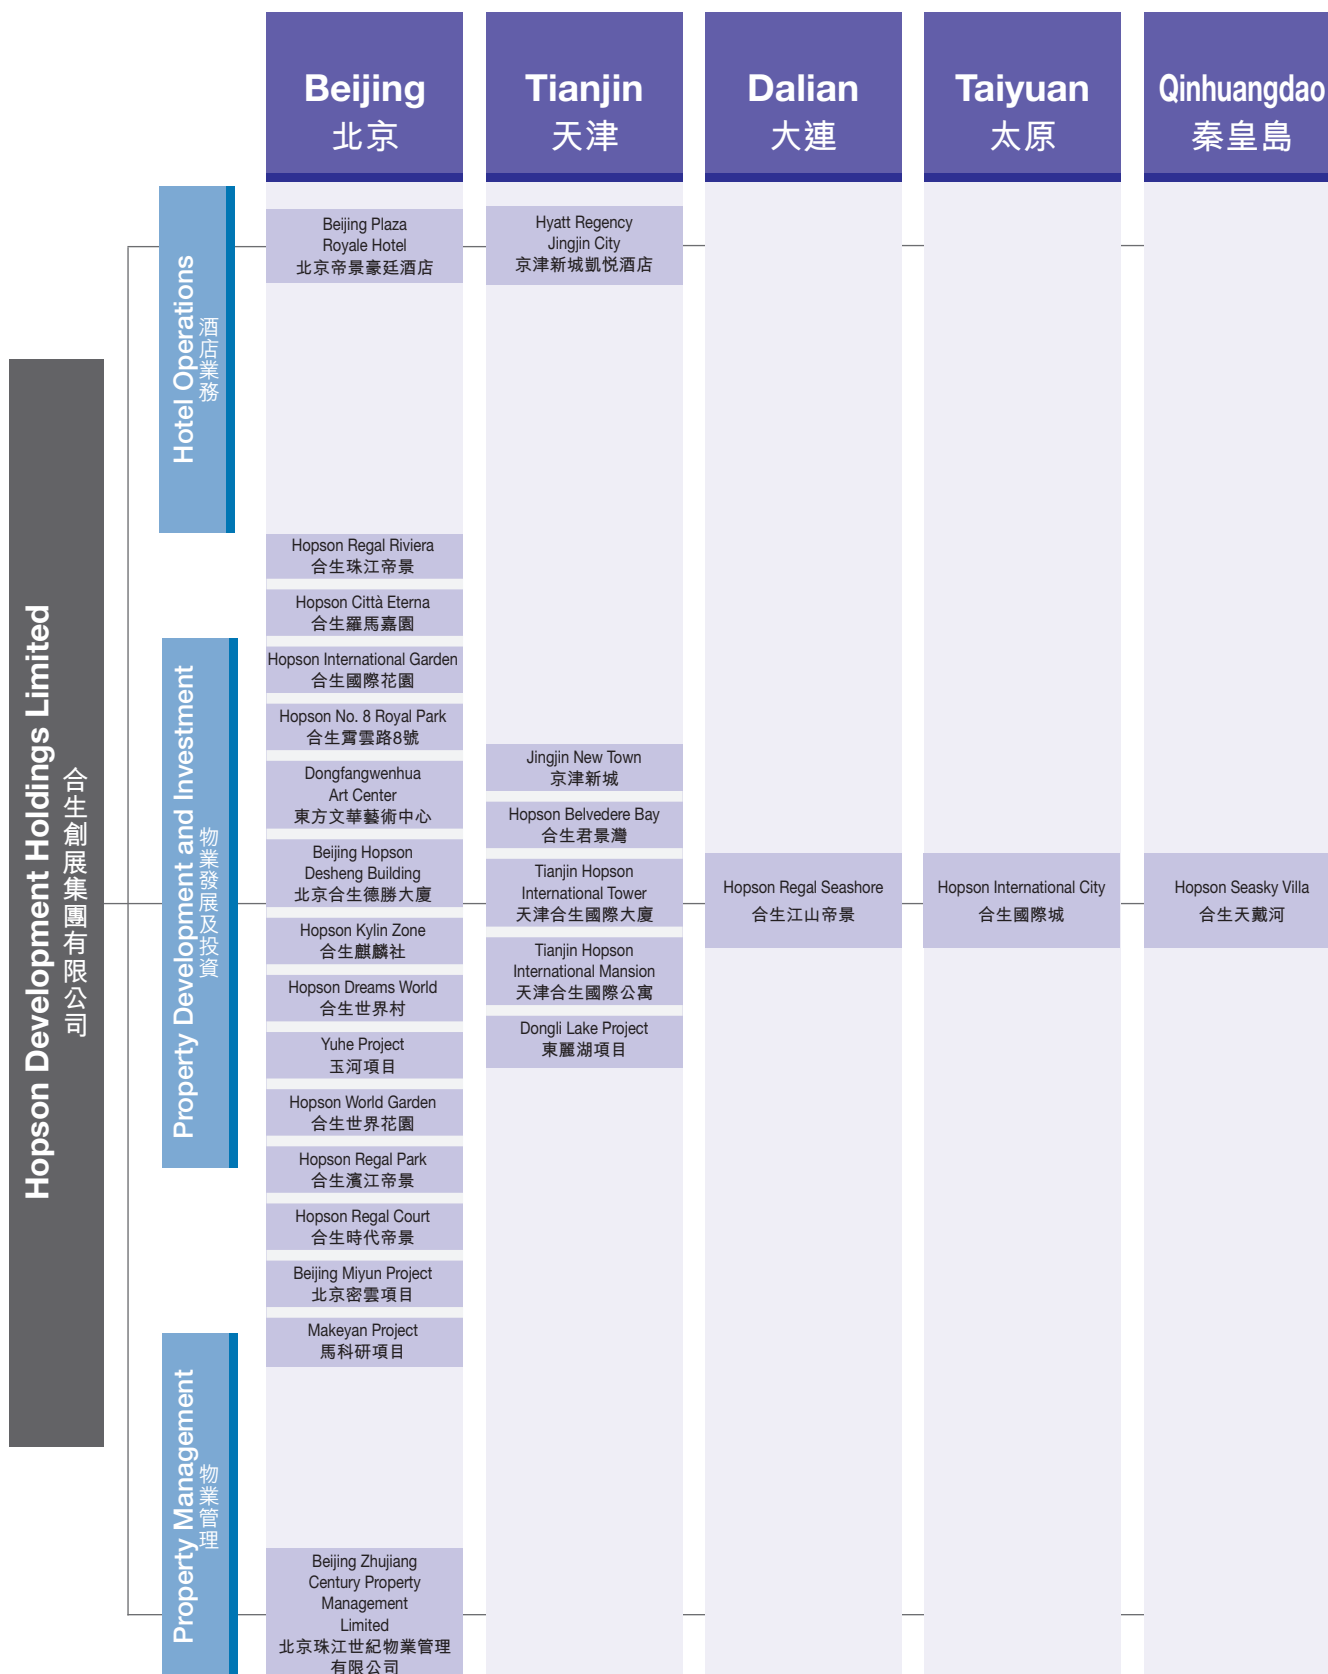 Beijing
北京
Tianjin
天津
Dalian
大連
Taiyuan
太原
Qinhuangdao
秦皇島
Hopson Development Holdings Limited
合生創展集團有限公司
Hotel Operations
酒店業務
Beijing Plaza
Royale Hotel
北京帝景豪廷酒店
Hyatt Regency
Jingjin City
京津新城凱悅酒店
Property Development and Investment
物業發展及投資
Hopson Regal Riviera
合生珠江帝景
Hopson Città Eterna
合生羅馬嘉園
Hopson International Garden
合生國際花園
Hopson No. 8 Royal Park
合生霄雲路8號
Dongfangwenhua
Art Center
東方文華藝術中心
Beijing Hopson
Desheng Building
北京合生德勝大廈
Hopson Kylin Zone
合生麒麟社
Hopson Dreams World
合生世界村
Yuhe Project
玉河項目
Hopson World Garden
合生世界花園
Hopson Regal Park
合生濱江帝景
Hopson Regal Court
合生時代帝景
Beijing Miyun Project
北京密雲項目
Makeyan Project
馬科研項目
Jingjin New Town
京津新城
Hopson Belvedere Bay
合生君景灣
Tianjin Hopson
International Tower
天津合生國際大廈
Tianjin Hopson
International Mansion
天津合生國際公寓
Dongli Lake Project
東麗湖項目
Hopson Regal Seashore
合生江山帝景
Hopson International City
合生國際城
Hopson Seasky Villa
合生天戴河
Property Management
物業管理
Beijing Zhujiang
Century Property
Management
Limited
北京珠江世紀物業管理
有限公司